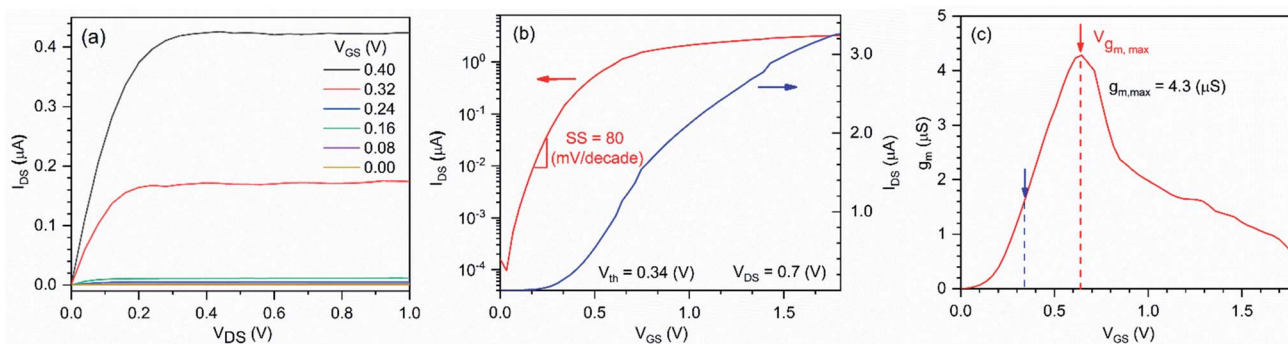 (a)
V_GS (V)
0.40
0.32
0.24
0.16
0.08
0.00
0.4
0.3
0.2
0.1
0.0
I_DS (µA)
0.0 0.2 0.4 0.6 0.8 1.0
V_DS (V)
(b)
SS = 80
(mV/decade)
V_th = 0.34 (V)
V_DS = 0.7 (V)
10^0
10^-1
10^-2
10^-3
10^-4
I_DS (µA)
3.0
2.0
1.0
I_DS (µA)
0.0 0.5 1.0 1.5
V_GS (V)
(c)
V_gm, max
g_m,max = 4.3 (µS)
5
4
3
2
1
0
g_m (µS)
0.0 0.5 1.0 1.5
V_GS (V)